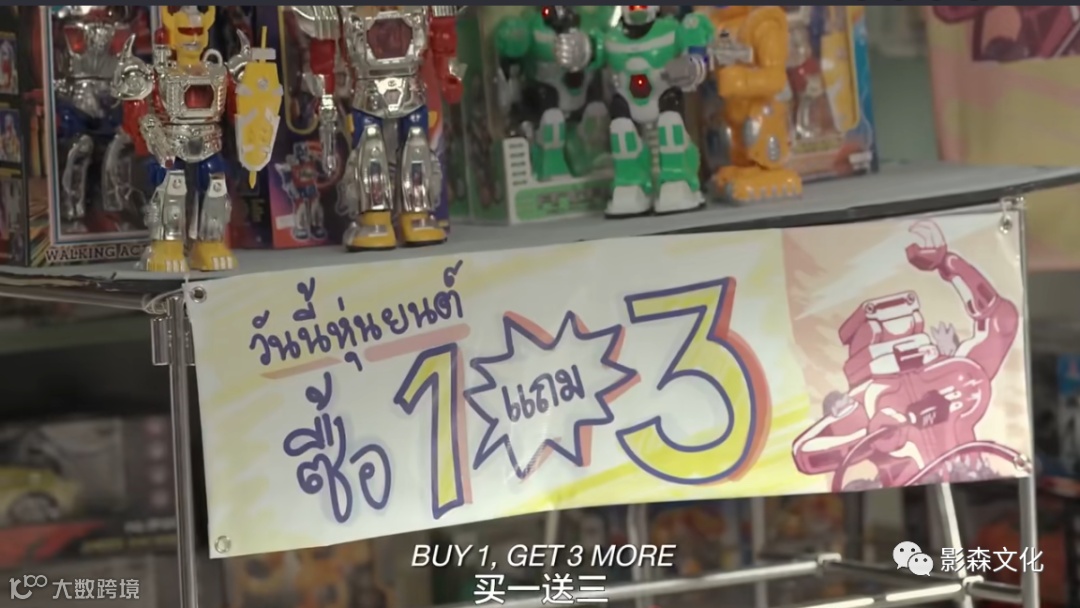 WALKING AC
วันนี้หุ่นยนต์
ซื้อ 1 แถม 3
BUY 1, GET 3 MORE
买一送三
影森文化
大数跨境